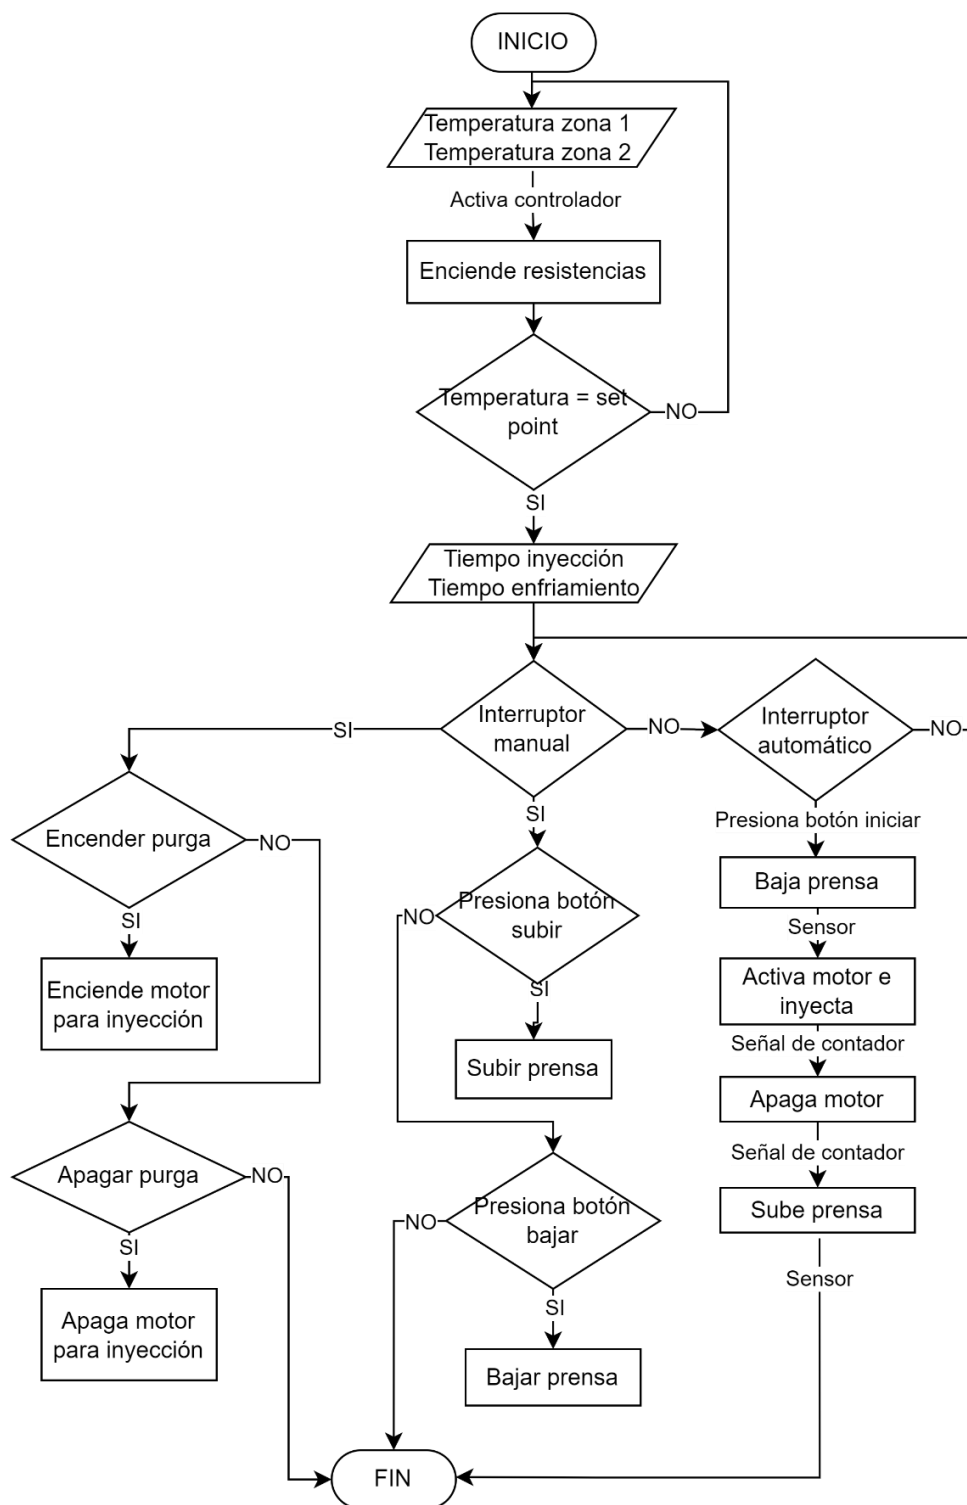 INICIO
Temperatura zona 1
Temperatura zona 2
Activa controlador
Enciende resistencias
Temperatura = set
point
NO
SI
Tiempo inyección
Tiempo enfriamiento
Interruptor
manual
SI
NO
Interruptor
automático
NO
SI
Encender purga
NO
SI
Enciende motor
para inyección
Apagar purga
NO
SI
Apaga motor
para inyección
Presiona botón
subir
NO
SI
Subir prensa
Presiona botón
bajar
NO
SI
Bajar prensa
Presiona botón iniciar
Baja prensa
Sensor
Activa motor e
inyecta
Señal de contador
Apaga motor
Señal de contador
Sube prensa
Sensor
FIN